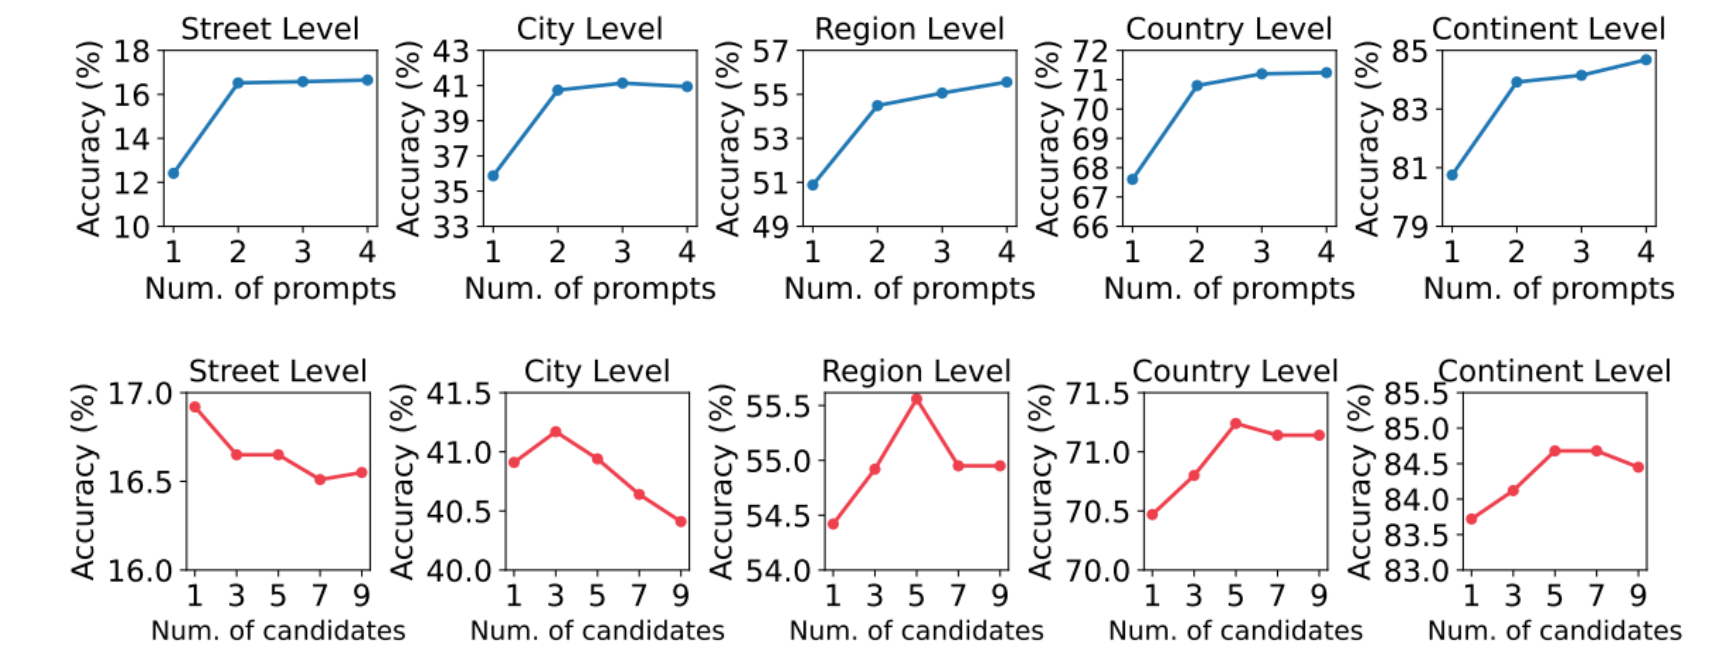 Street Level
Accuracy (%)
18
16
14
12
10
1 2 3 4
Num. of prompts
City Level
Accuracy (%)
43
41
39
37
35
33
1 2 3 4
Num. of prompts
Region Level
Accuracy (%)
57
55
53
51
49
1 2 3 4
Num. of prompts
Country Level
Accuracy (%)
72
71
70
69
68
67
66
1 2 3 4
Num. of prompts
Continent Level
Accuracy (%)
85
83
81
79
1 2 3 4
Num. of prompts
Street Level
Accuracy (%)
17.0
16.5
16.0
1 3 5 7 9
Num. of candidates
City Level
Accuracy (%)
41.5
41.0
40.5
40.0
1 3 5 7 9
Num. of candidates
Region Level
Accuracy (%)
55.5
55.0
54.5
54.0
1 3 5 7 9
Num. of candidates
Country Level
Accuracy (%)
71.5
71.0
70.5
70.0
1 3 5 7 9
Num. of candidates
Continent Level
Accuracy (%)
85.5
85.0
84.5
84.0
83.5
83.0
1 3 5 7 9
Num. of candidates